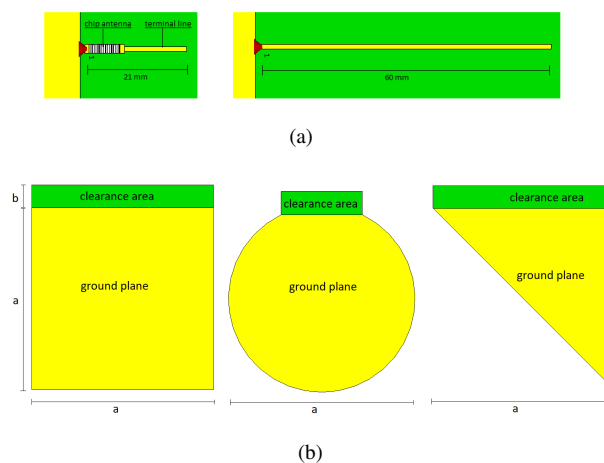 chip antenna
terminal line
1
21 mm
1
60 mm
(a)
b
clearance area
clearance area
clearance area
ground plane
ground plane
ground plane
a
a
a
a
(b)